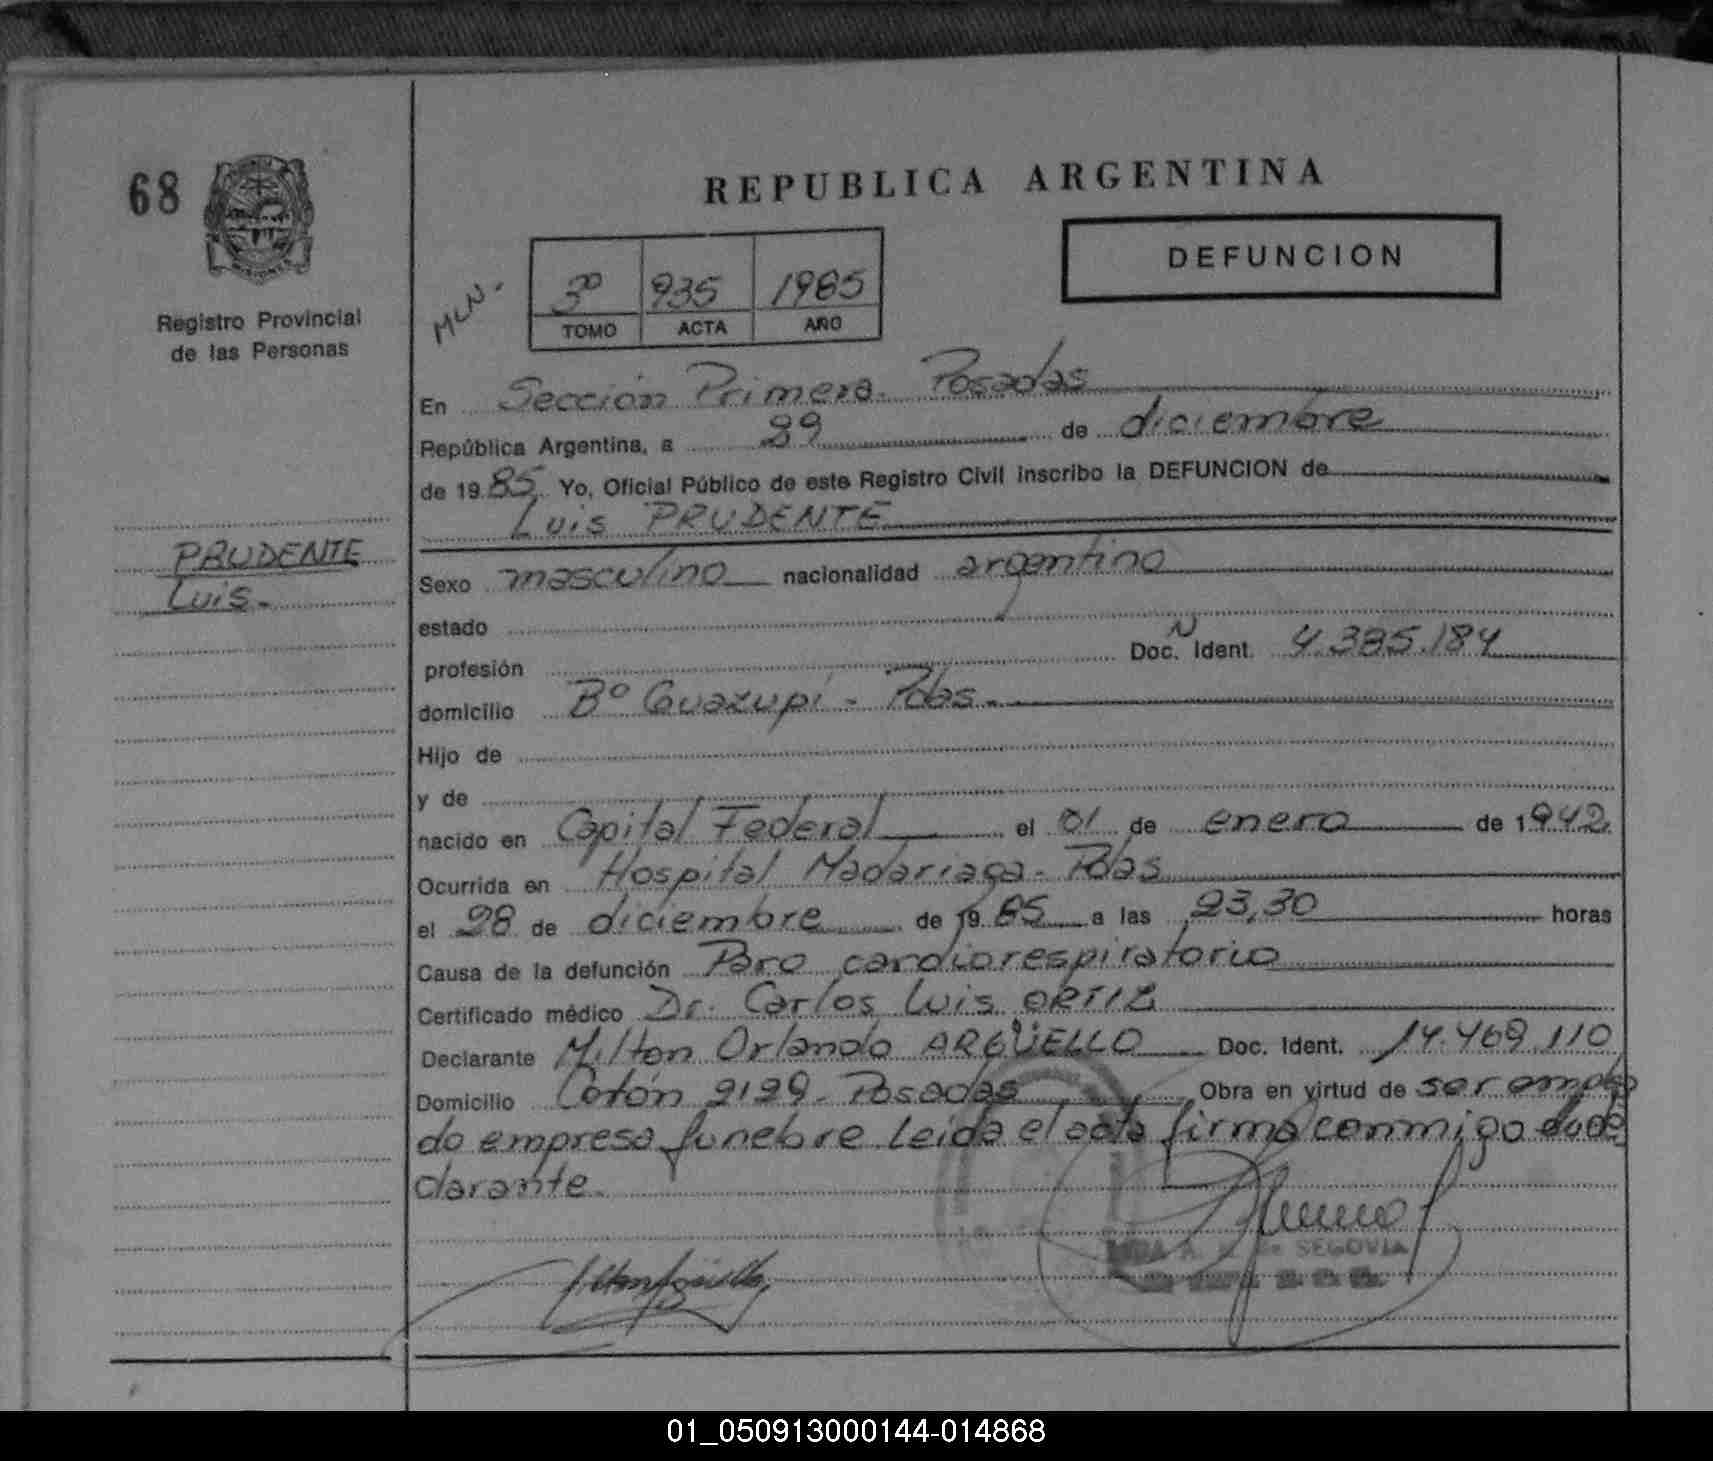 68
MISIONES
Registro Provincial
de las Personas
REPUBLICA ARGENTINA
DEFUNCION
MLN.
3º 935 1985
TOMO ACTA AÑO
En Sección Primera. Posadas
República Argentina, a 29 de diciembre
de 1985. Yo, Oficial Público de este Registro Civil inscribo la DEFUNCION de
Luis PRUDENTE
PRUDENTE
Luis.
Sexo masculino nacionalidad argentino
estado
profesión Doc. N Ident. 4.385.184
domicilio Bº Guazupi - Pdas.
Hijo de
y de
nacido en Capital Federal el 01 de enero de 1942
Ocurrida en Hospital Madariaga - Pdas
el 28 de diciembre de 1985 a las 23,30 horas
Causa de la defunción Paro cardiorespiratorio
Certificado médico Dr. Carlos Luis ORTIZ
Declarante Milton Orlando ARGÜELLO Doc. Ident. 14.469.110
Domicilio 2129 - Posadas Obra en virtud de ser emplea
do empresa funebre Leida el acta firma conmigo el de
clarante.
SEGOVIA
01_050913000144-014868